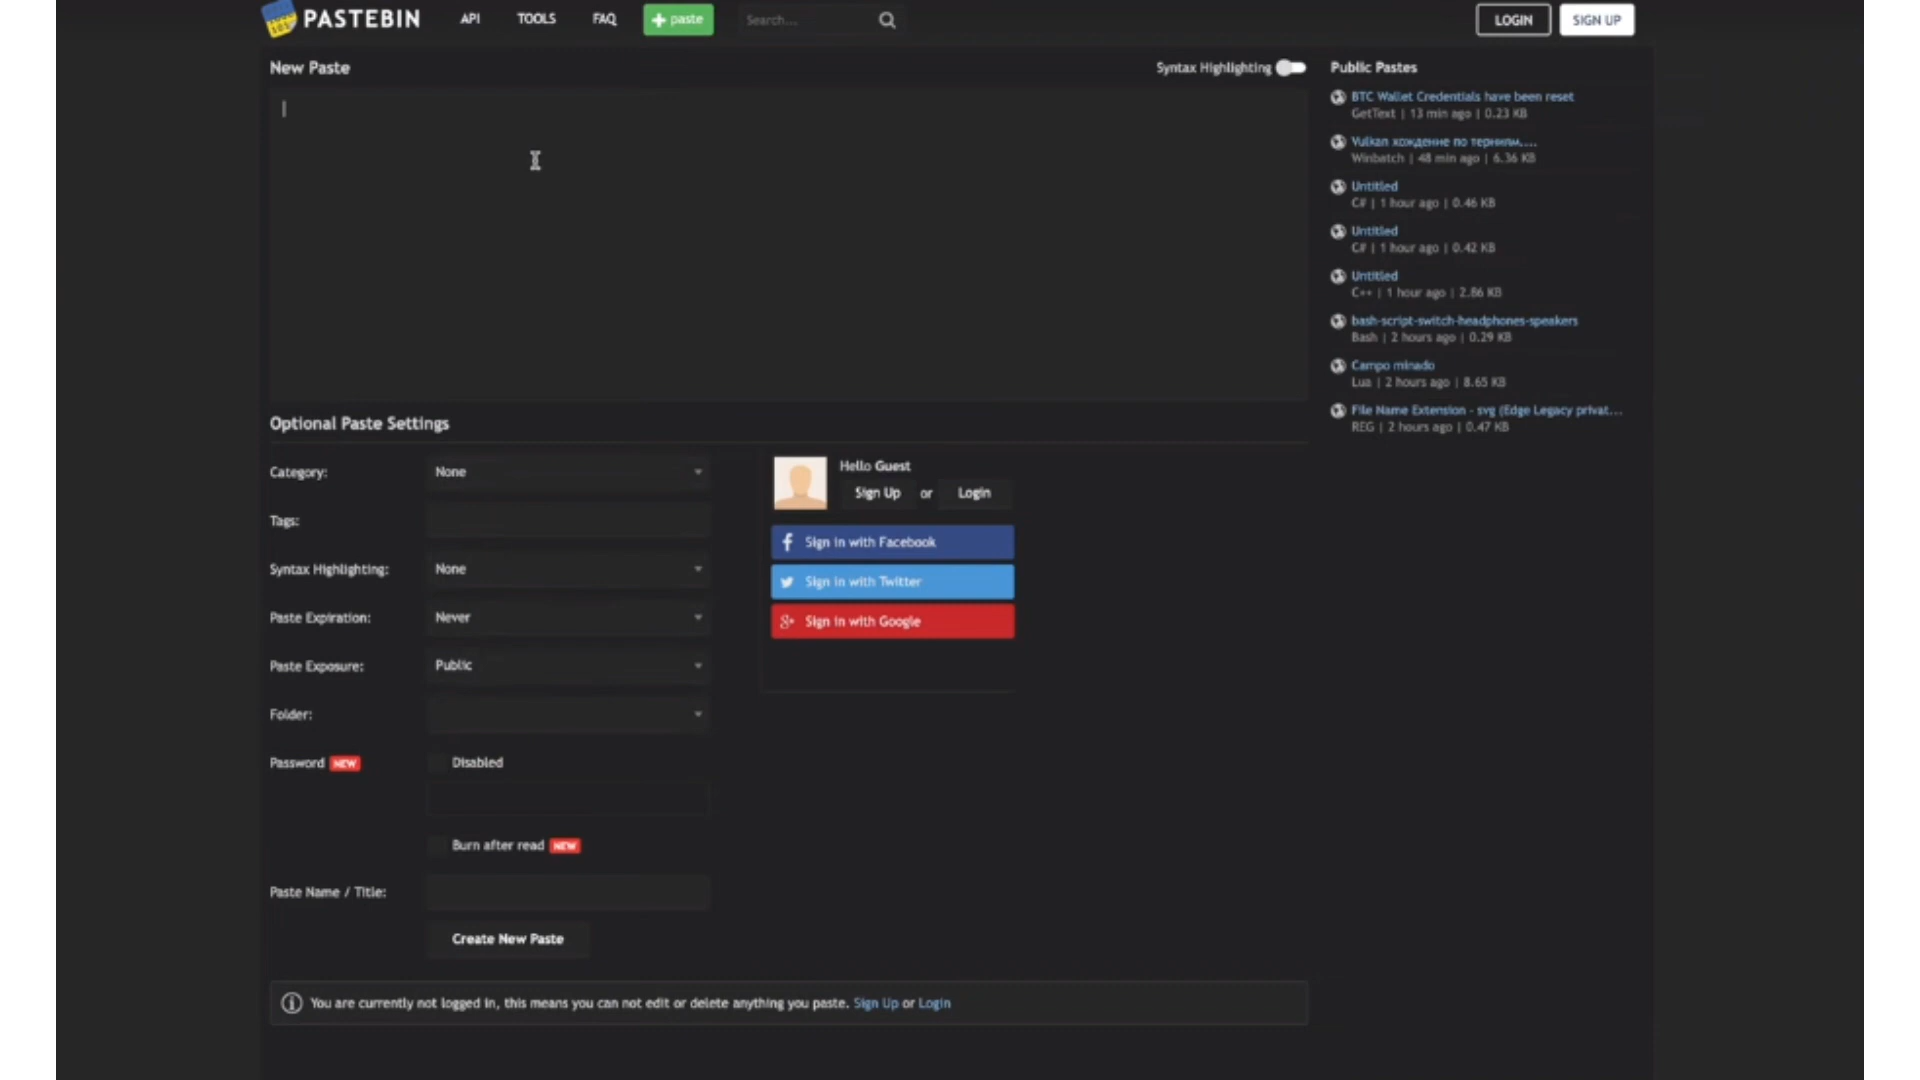 PASTEBIN API TOOLS FAQ + paste Search... LOGIN SIGN UP
New Paste
Syntax Highlighting
Public Pastes
BTC Wallet Credentials have been reset
GetText | 13 min ago | 0.23 KB
Vulkan хождение по терниям....
Winbatch | 48 min ago | 6.36 KB
Untitled
C# | 1 hour ago | 0.46 KB
Untitled
C# | 1 hour ago | 0.42 KB
Untitled
C++ | 1 hour ago | 2.86 KB
bash-script-switch-headphones-speakers
Bash | 2 hours ago | 0.29 KB
Campo minado
Lua | 2 hours ago | 8.65 KB
File Name Extension - svg (Edge Legacy privat...
REG | 2 hours ago | 0.47 KB
Optional Paste Settings
Category: None
Tags:
Syntax Highlighting: None
Paste Expiration: Never
Paste Exposure: Public
Folder:
Password NEW Disabled
Burn after read NEW
Paste Name / Title:
Create New Paste
Hello Guest
Sign Up or Login
Sign in with Facebook
Sign in with Twitter
Sign in with Google
You are currently not logged in, this means you can not edit or delete anything you paste. Sign Up or Login